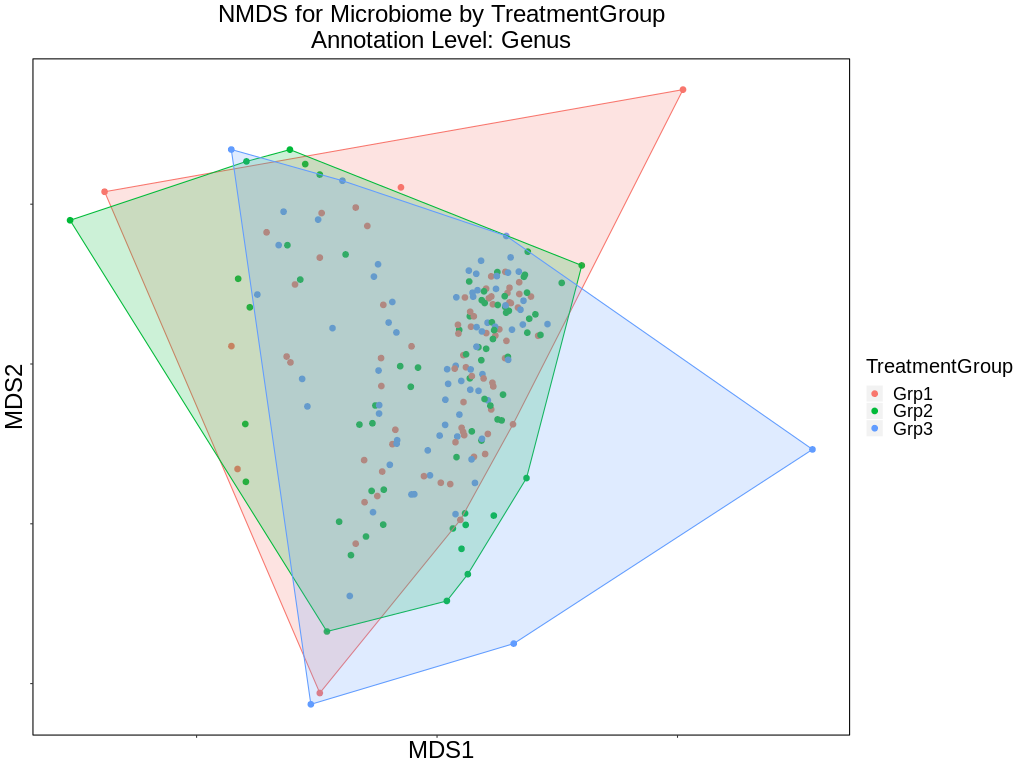 NMDS for Microbiome by TreatmentGroup
Annotation Level: Genus
MDS2
MDS1
TreatmentGroup
Grp1
Grp2
Grp3